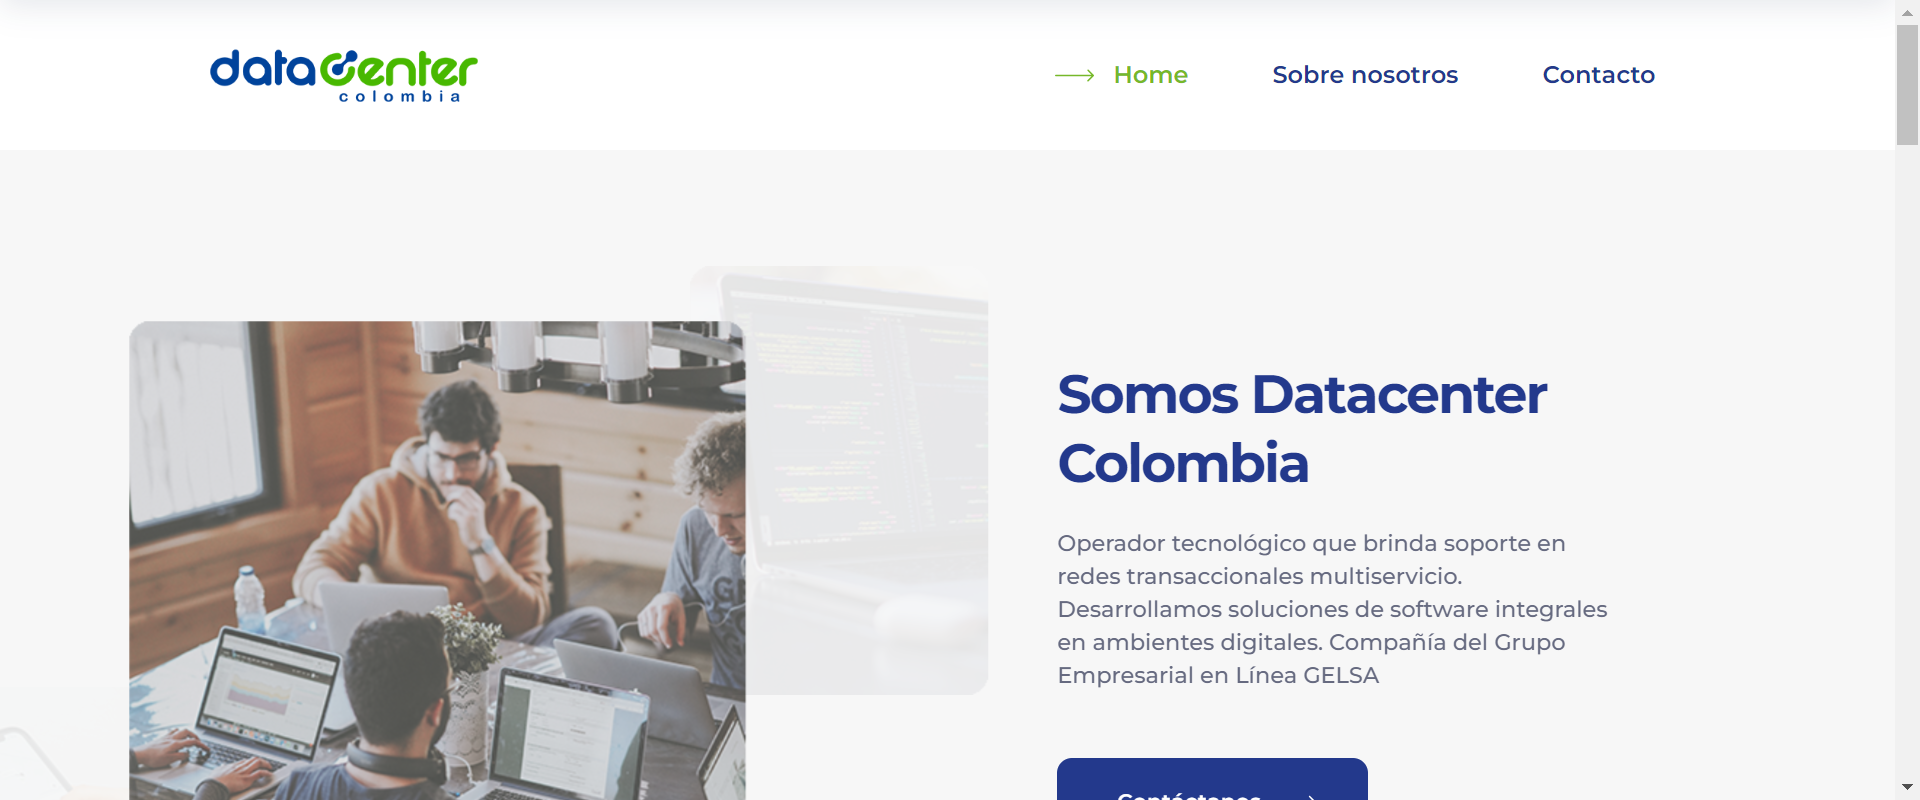 datacenter
colombia
Home
Sobre nosotros
Contacto
Somos Datacenter
Colombia
Operador tecnológico que brinda soporte en
redes transaccionales multiservicio.
Desarrollamos soluciones de software integrales
en ambientes digitales. Compañía del Grupo
Empresarial en Línea GELSA
Contáctenos